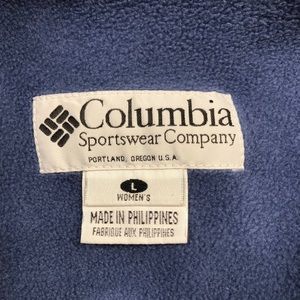 Columbia
Sportswear Company
PORTLAND, OREGON U.S.A.
L
WOMEN'S
MADE IN PHILIPPINES
FABRIQUE AUX PHILIPPINES